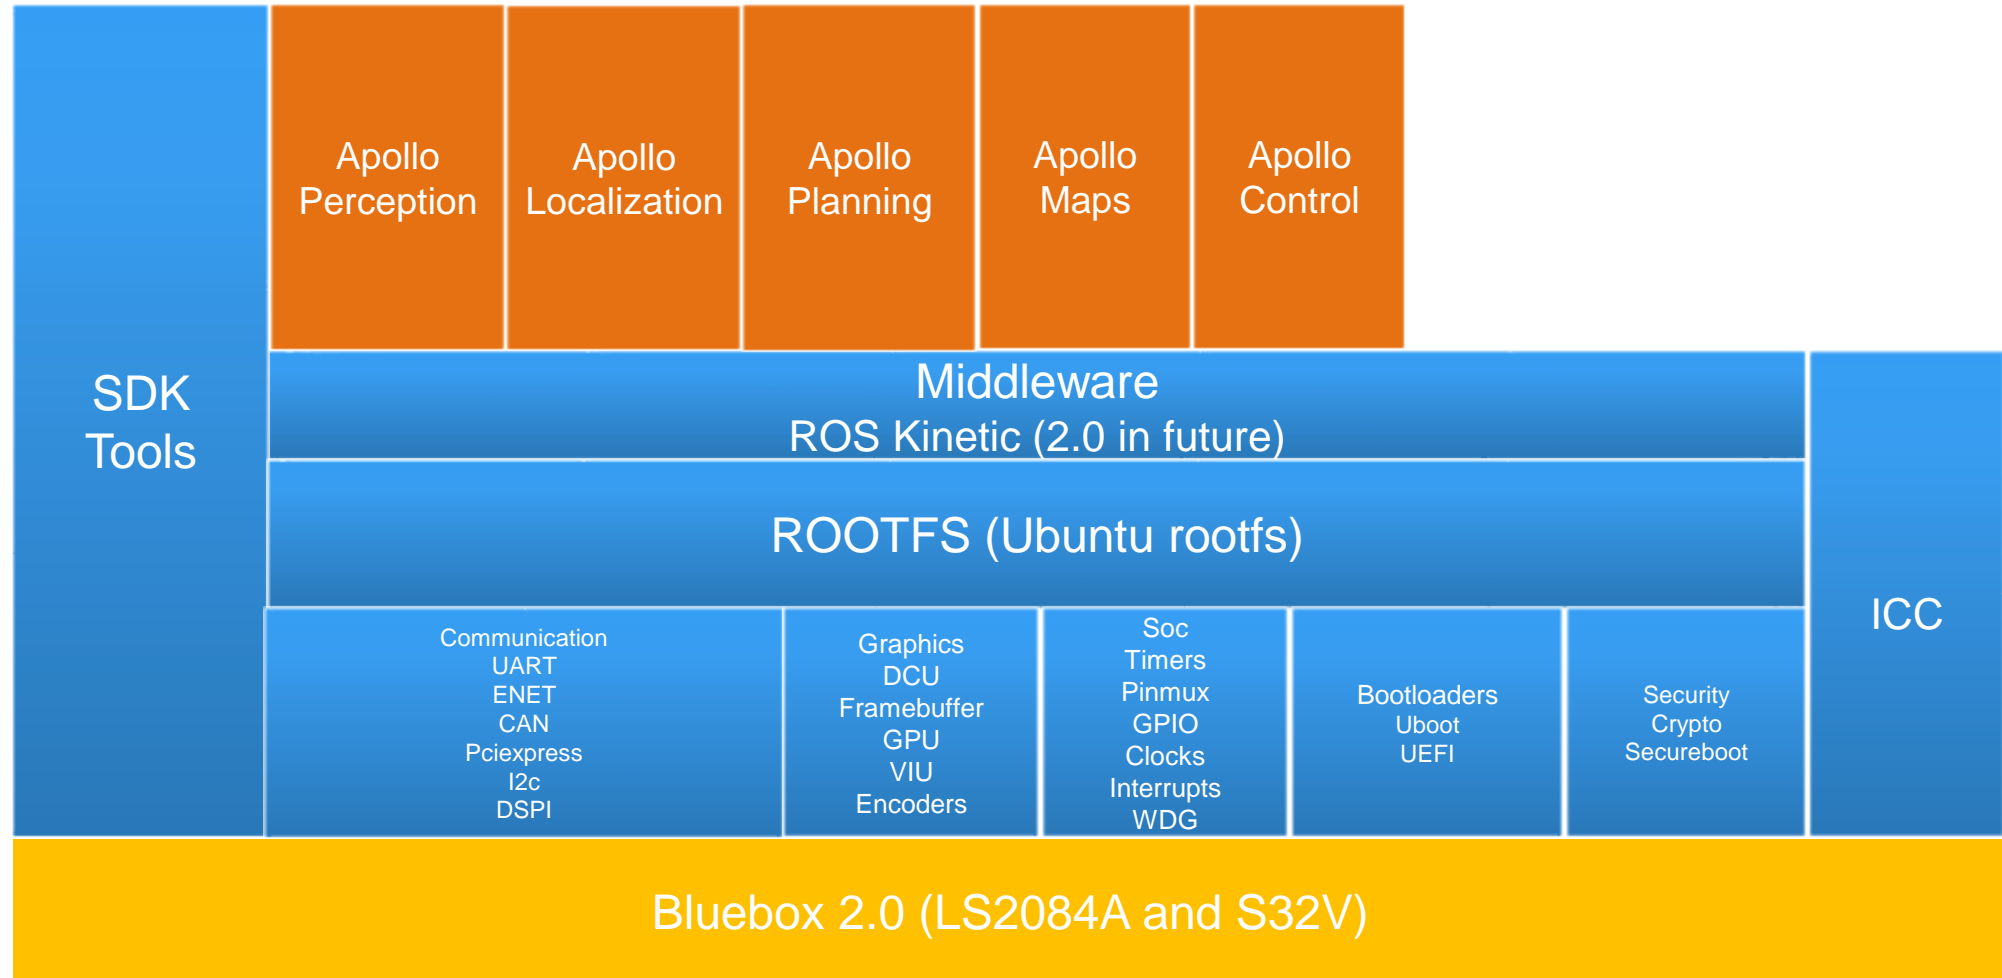 SDK
Tools
Apollo
Perception
Apollo
Localization
Apollo
Planning
Apollo
Maps
Apollo
Control
Middleware
ROS Kinetic (2.0 in future)
ROOTFS (Ubuntu rootfs)
Communication
UART
ENET
CAN
Pciexpress
I2c
DSPI
Graphics
DCU
Framebuffer
GPU
VIU
Encoders
Soc
Timers
Pinmux
GPIO
Clocks
Interrupts
WDG
Bootloaders
Uboot
UEFI
Security
Crypto
Secureboot
ICC
Bluebox 2.0 (LS2084A and S32V)